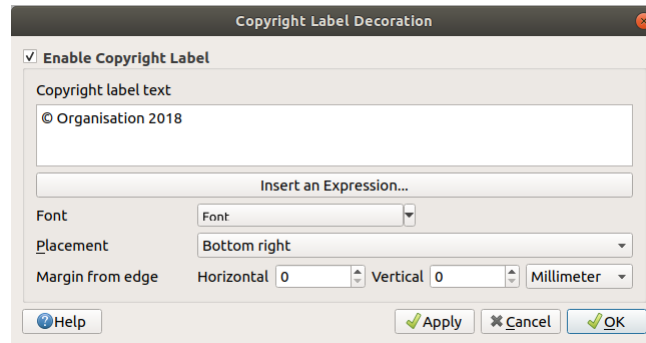 Copyright Label Decoration
Enable Copyright Label
Copyright label text
© Organisation 2018
Insert an Expression...
Font Font
Placement Bottom right
Margin from edge Horizontal 0 Vertical 0 Millimeter
Help Apply Cancel OK